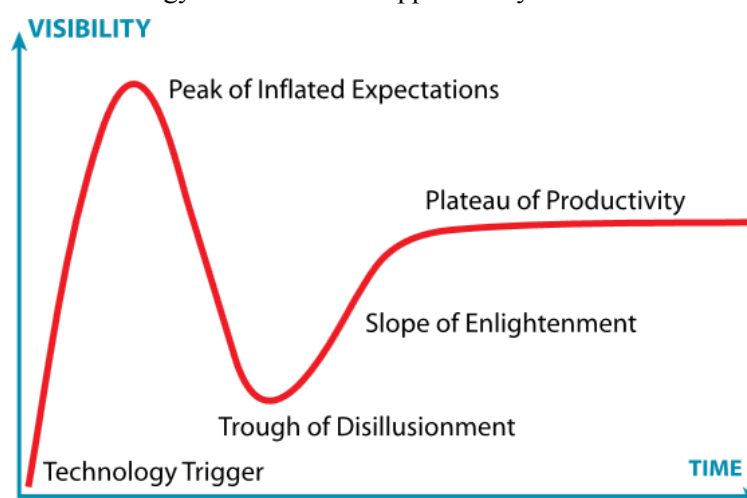 VISIBILITY
Peak of Inflated Expectations
Plateau of Productivity
Slope of Enlightenment
Trough of Disillusionment
Technology Trigger
TIME